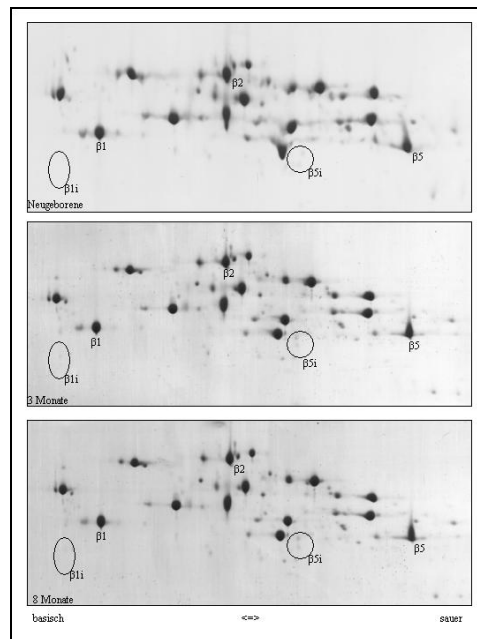 β2
β1
β5
β1i
β5i
Neugeborene
β2
β1
β5
β1i
β5i
3 Monate
β2
β1
β5
β5i
β1i
8 Monate
basisch <=> sauer